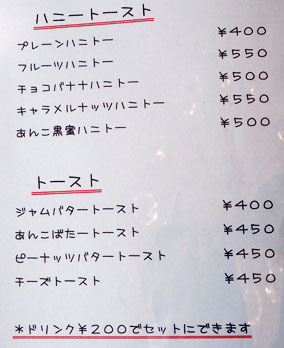 ハニートースト
プレーンハニトー ¥400
フルーツハニトー ¥550
チョコバナナハニトー ¥500
キャラメルナッツハニトー ¥550
あんこ黒蜜ハニトー ¥500
トースト
ジャムバタートースト ¥400
あんこばたートースト ¥450
ピーナッツバタートースト ¥450
チーズトースト ¥450
*ドリンク¥200でセットにできます